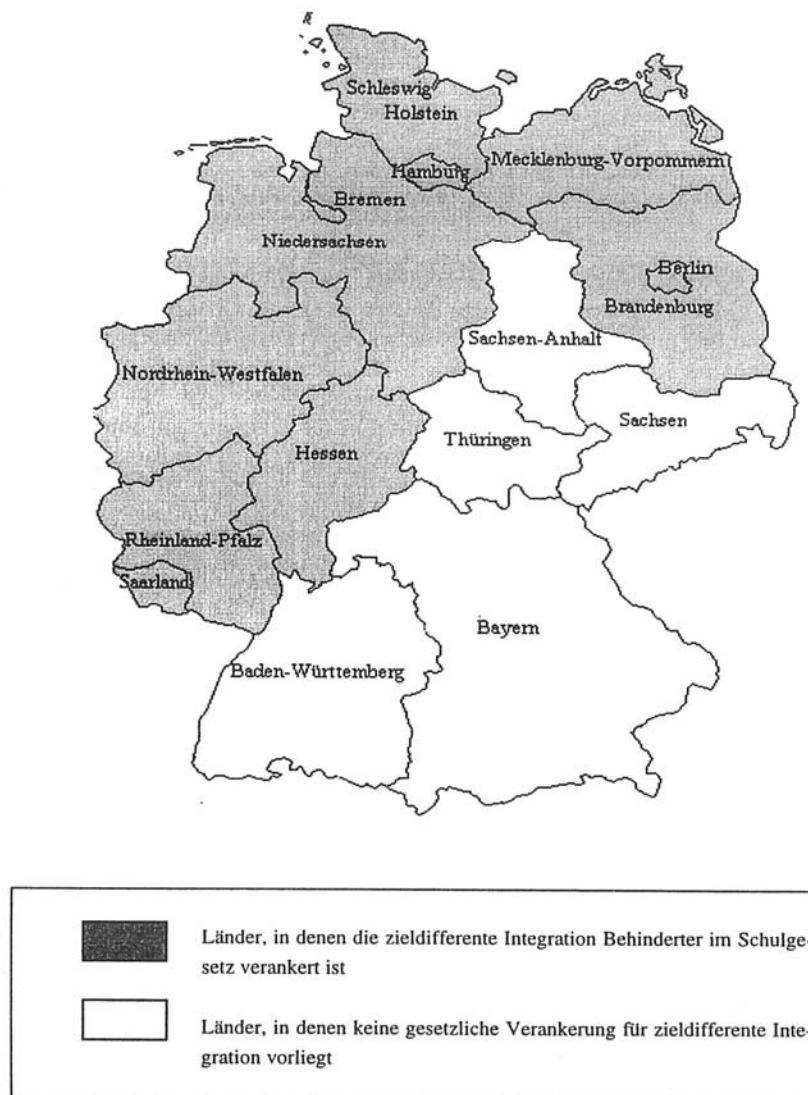 Schleswig
Holstein
Mecklenburg-Vorpommern
Hamburg
Bremen
Niedersachsen
Berlin
Brandenburg
Sachsen-Anhalt
Nordrhein-Westfalen
Sachsen
Thüringen
Hessen
Rheinland-Pfalz
Saarland
Bayern
Baden-Württemberg
Länder, in denen die zieldifferente Integration Behinderter im Schulge-
setz verankert ist
Länder, in denen keine gesetzliche Verankerung für zieldifferente Inte-
gration vorliegt